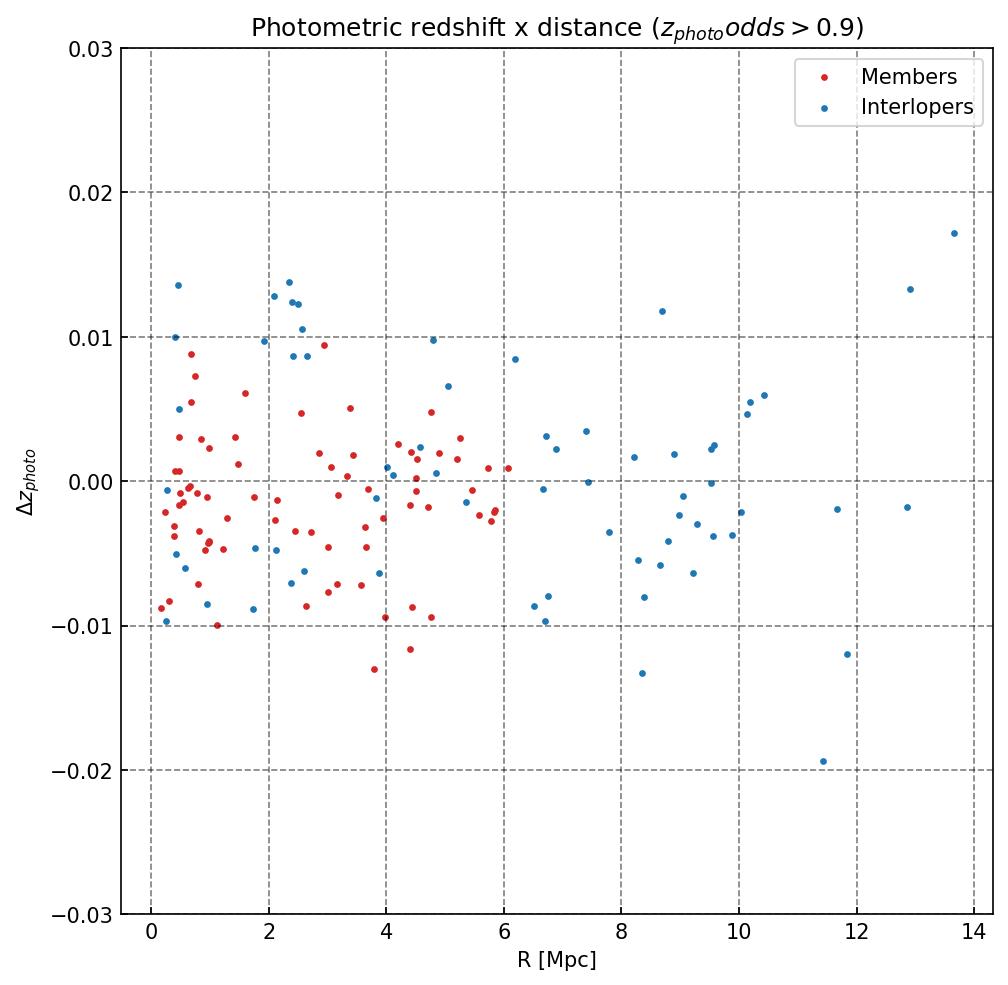 Photometric redshift x distance (z_photo odds > 0.9)
Members
Interlopers
0.03
0.02
0.01
0.00
−0.01
−0.02
−0.03
Δz_photo
0 2 4 6 8 10 12 14
R [Mpc]